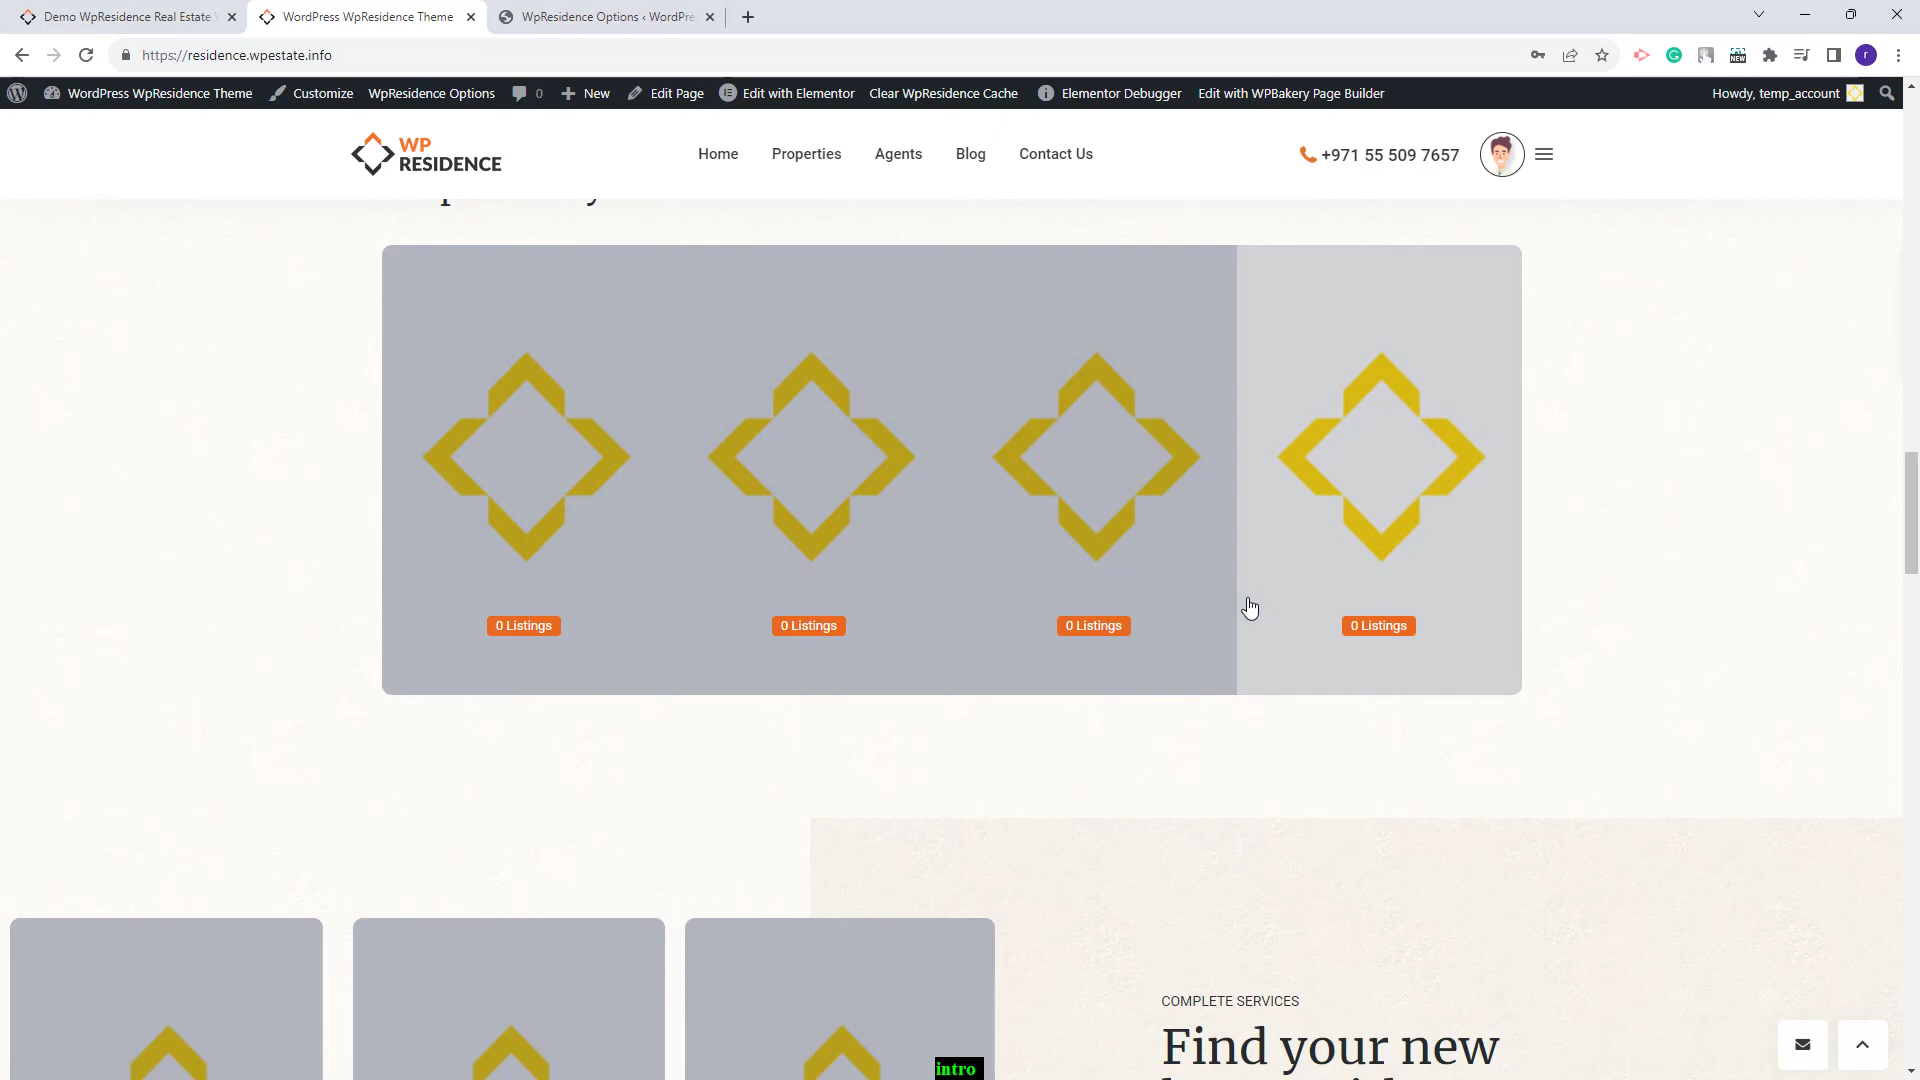 Demo WpResidence Real Estate
WordPress WpResidence Theme
WpResidence Options ‹ WordPre
https://residence.wpestate.info
NEW
r
WordPress WpResidence Theme
Customize
WpResidence Options
0
New
Edit Page
Edit with Elementor
Clear WpResidence Cache
Elementor Debugger
Edit with WPBakery Page Builder
Howdy, temp_account
WP
RESIDENCE
Home
Properties
Agents
Blog
Contact Us
+971 55 509 7657
0 Listings
0 Listings
0 Listings
0 Listings
COMPLETE SERVICES
Find your new
intro